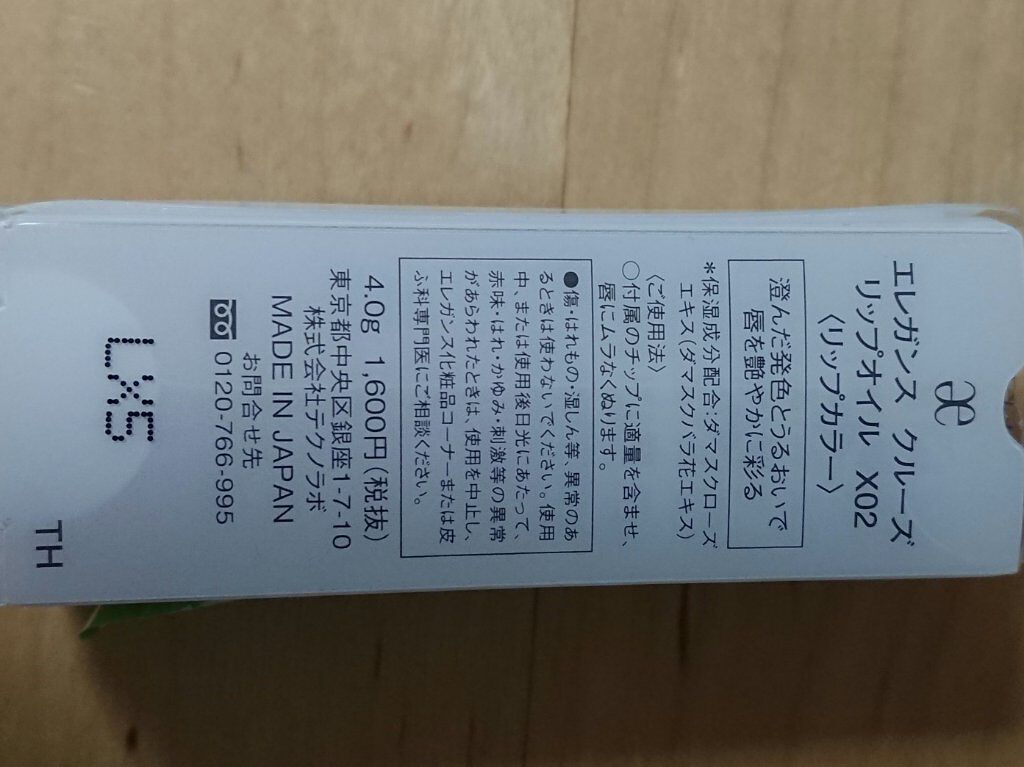 æ
エレガンス クルーズ
リップオイル X02
〈リップカラー〉
澄んだ発色とうるおいで
唇を艶やかに彩る
*保湿成分配合:ダマスクローズ
エキス(ダマスクバラ花エキス)
〈ご使用法〉
○付属のチップに適量を含ませ、
唇にムラなくぬります。
●傷・はれもの・湿しん等、異常のあ
るときは使わないでください。使用
中、または使用後日光にあたって、
赤味・はれ・かゆみ・刺激等の異常
があらわれたときは、使用を中止し、
エレガンス化粧品コーナーまたは皮
ふ科専門医にご相談ください。
4.0g 1,600円(税抜)
東京都中央区銀座1-7-10
株式会社テクノラボ
MADE IN JAPAN
お問合せ先
0120-766-995
LX5
TH